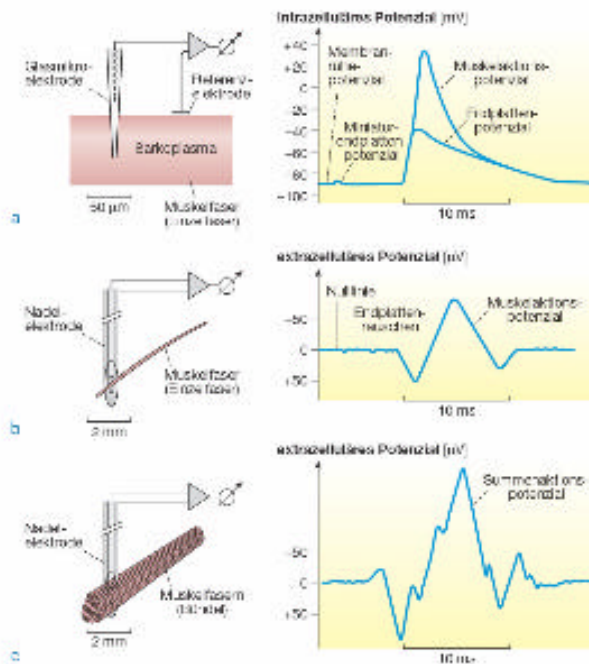 Intrazelluläres Potenzial [mV]
Glasmikro-
elektrode
Referenz-
elektrode
Sarkoplasma
50 µm
Muskelfaser
(Einzelfaser)
a
+40
+20
0
−20
−40
−60
−80
−100
Membran-
ruhe-
potenzial
Miniatur-
endplatten
potenzial
Muskelaktions-
potenzial
Endplatten-
potenzial
10 ms
extrazelluläres Potenzial [µV]
Nadel-
elektrode
Muskelfaser
(Einzelfaser)
2 mm
b
-50
0
+50
Nulllinie
Endplatten-
rauschen
Muskelaktions-
potenzial
10 ms
extrazelluläres Potenzial [µV]
Nadel-
elektrode
Muskelfasern
(Bündel)
2 mm
c
-50
0
+50
Summenaktions
potenzial
10 ms